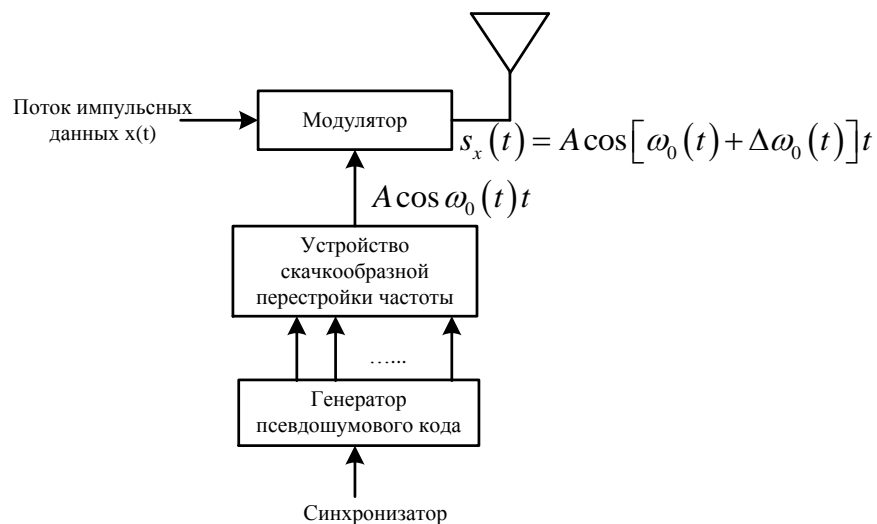 Поток импульсных
данных x(t)
Модулятор
s_x(t) = A cos[ω_0(t) + Δω_0(t)]t
A cos ω_0(t)t
Устройство
скачкообразной
перестройки частоты
…...
Генератор
псевдошумового кода
Синхронизатор